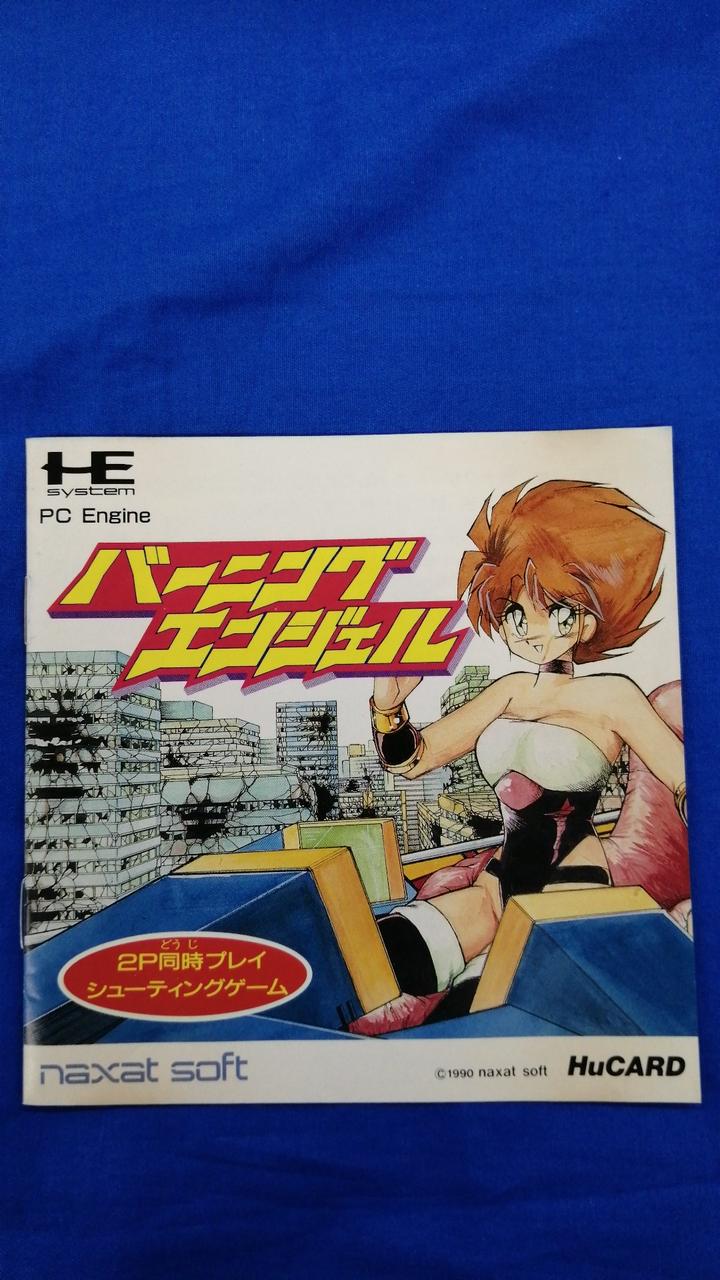 HE
system
PC Engine
バーニング
エンジェル
どうじ
2P同時プレイ
シューティングゲーム
naxat soft
©1990 naxat soft
HuCARD